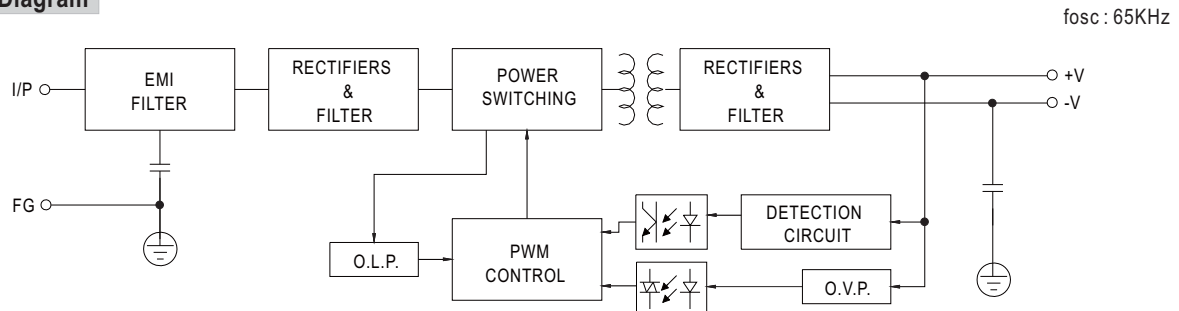 Diagram
fosc : 65KHz
I/P
EMI
FILTER
RECTIFIERS
&
FILTER
POWER
SWITCHING
RECTIFIERS
&
FILTER
+V
-V
FG
O.L.P.
PWM
CONTROL
DETECTION
CIRCUIT
O.V.P.